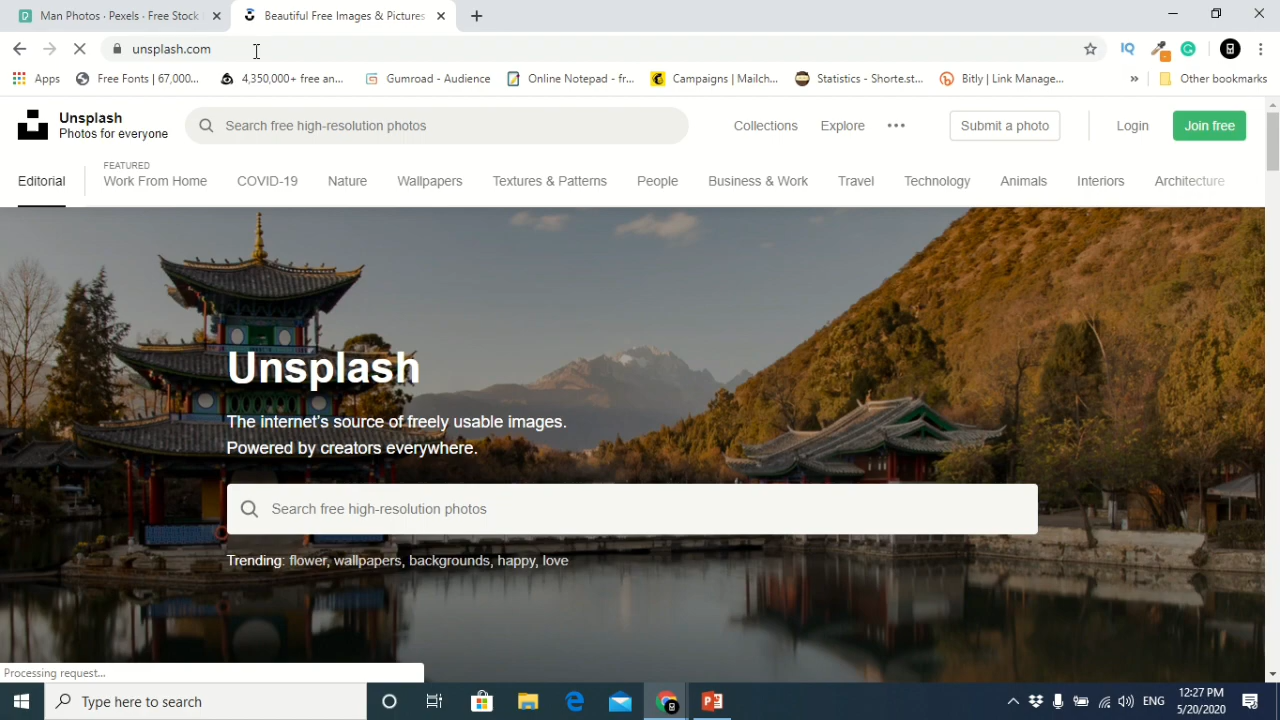 Man Photos · Pexels · Free Stock
Beautiful Free Images & Pictures
unsplash.com
Apps
Free Fonts | 67,000...
4,350,000+ free an...
Gumroad - Audience
Online Notepad - fr...
Campaigns | Mailch...
Statistics - Shorte.st...
Bitly | Link Manage...
»
Other bookmarks
Unsplash
Photos for everyone
Search free high-resolution photos
Collections
Explore
Submit a photo
Login
Join free
FEATURED
Editorial
Work From Home
COVID-19
Nature
Wallpapers
Textures & Patterns
People
Business & Work
Travel
Technology
Animals
Interiors
Architecture
Unsplash
The internet's source of freely usable images.
Powered by creators everywhere.
Search free high-resolution photos
Trending: flower, wallpapers, backgrounds, happy, love
Processing request...
Type here to search
ENG
12:27 PM
5/20/2020